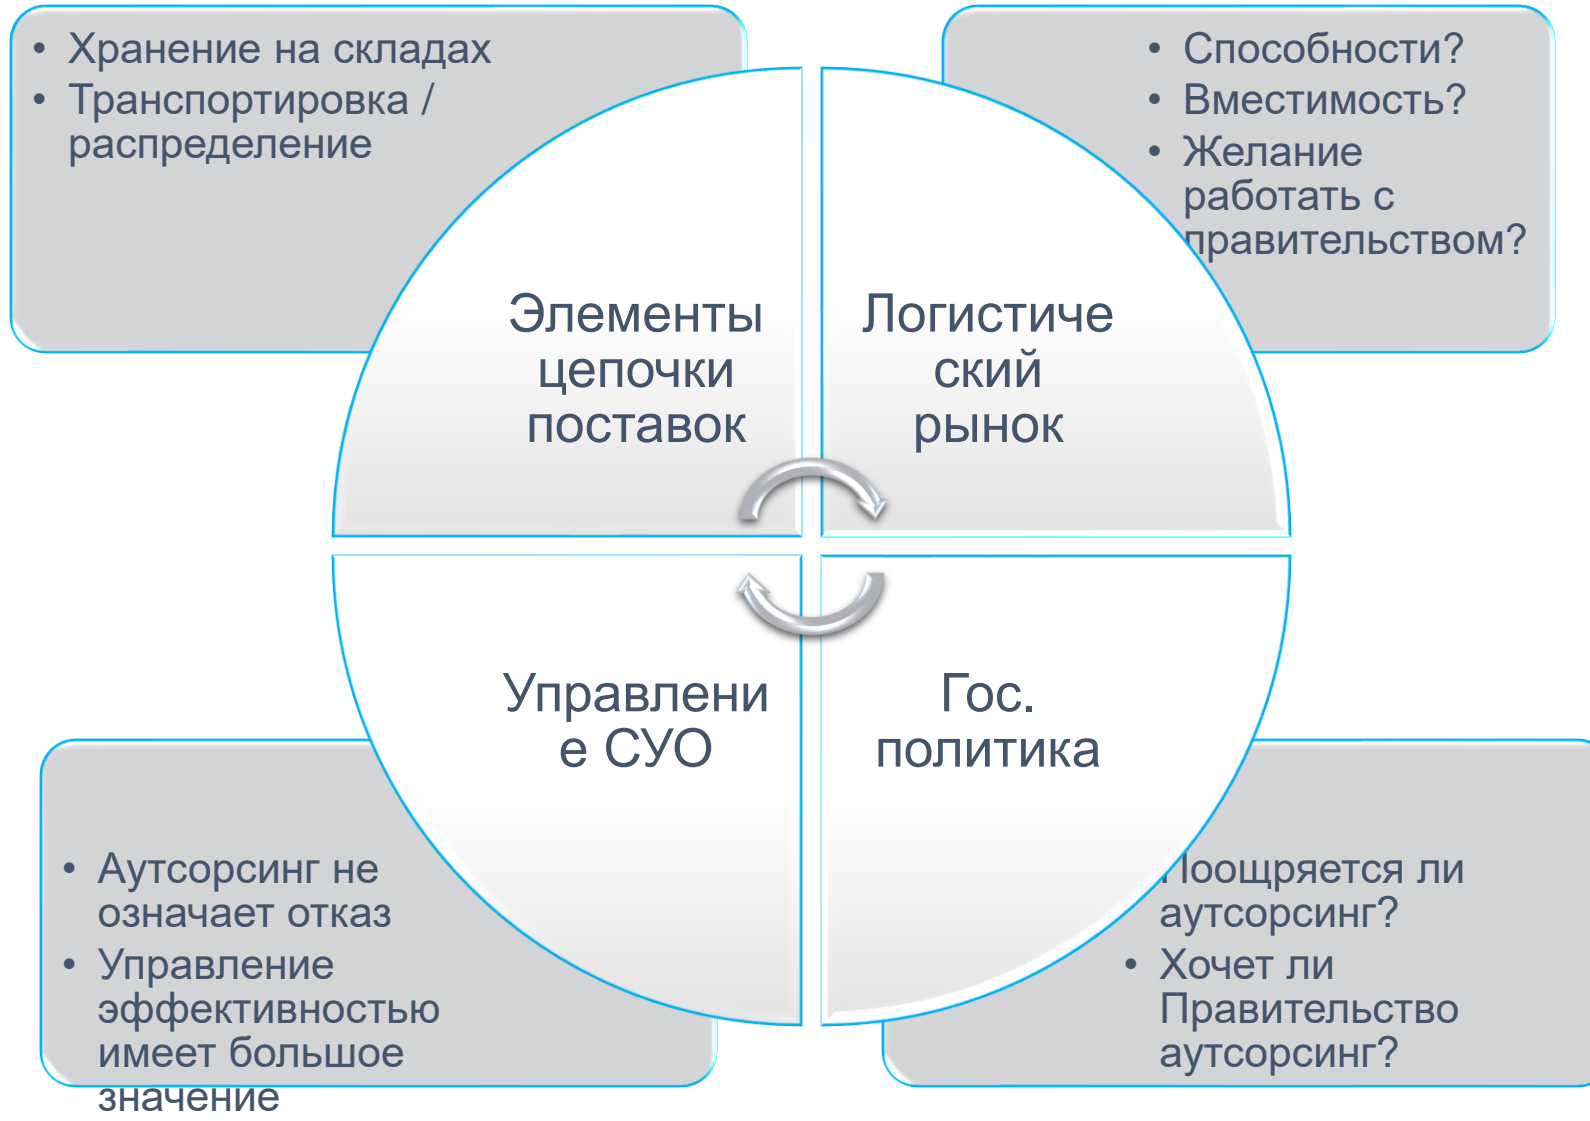 • Хранение на складах
• Транспортировка /
распределение
• Способности?
• Вместимость?
• Желание
работать с
правительством?
Элементы
цепочки
поставок
Логистиче
ский
рынок
Управлени
е СУО
Гос.
политика
• Аутсорсинг не
означает отказ
• Управление
эффективностью
имеет большое
значение
Поощряется ли
аутсорсинг?
• Хочет ли
Правительство
аутсорсинг?